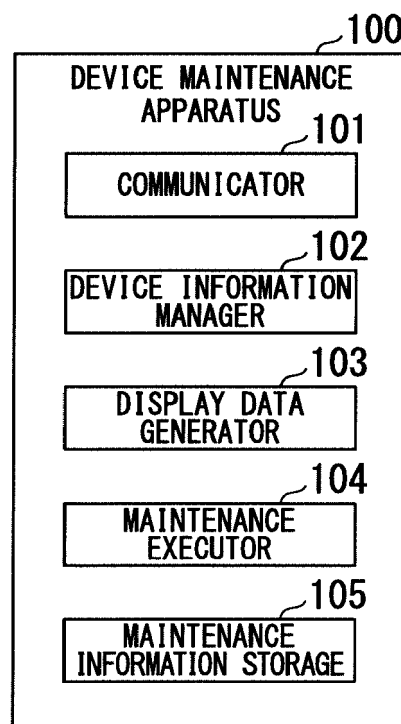 100
DEVICE MAINTENANCE
APPARATUS
101
COMMUNICATOR
102
DEVICE INFORMATION
MANAGER
103
DISPLAY DATA
GENERATOR
104
MAINTENANCE
EXECUTOR
105
MAINTENANCE
INFORMATION STORAGE